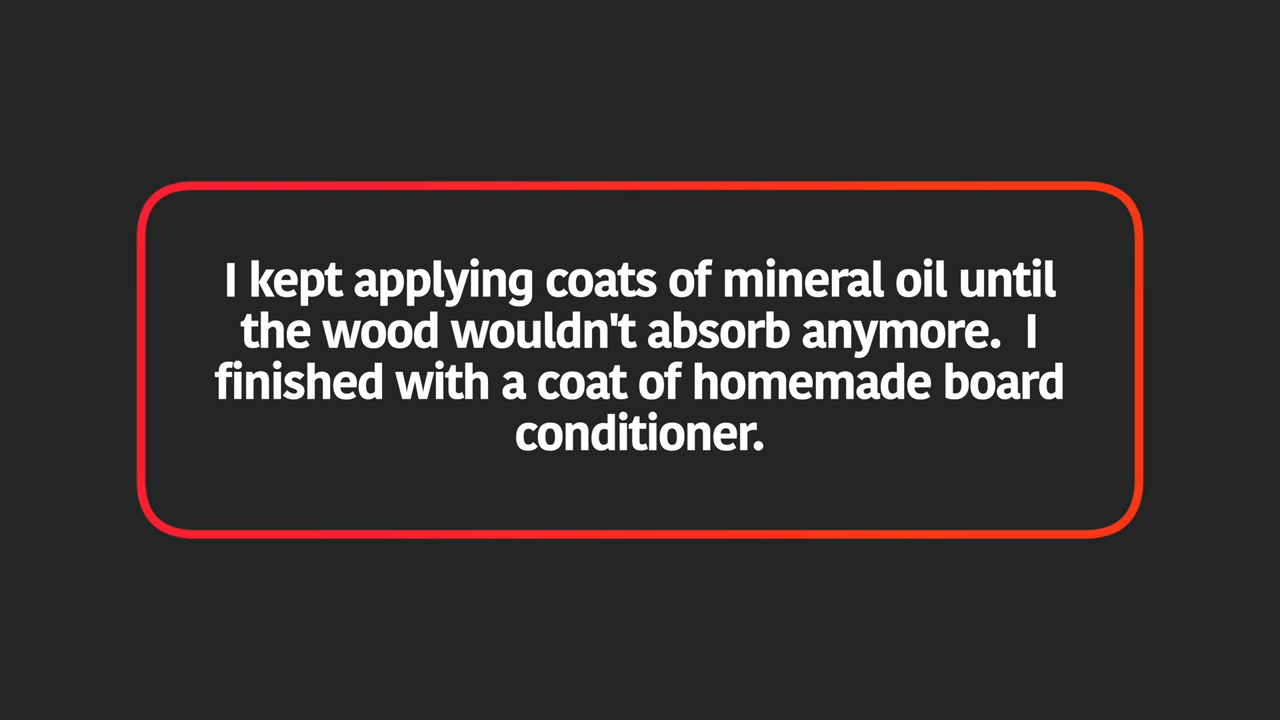 I kept applying coats of mineral oil until
the wood wouldn't absorb anymore.  I
finished with a coat of homemade board
conditioner.